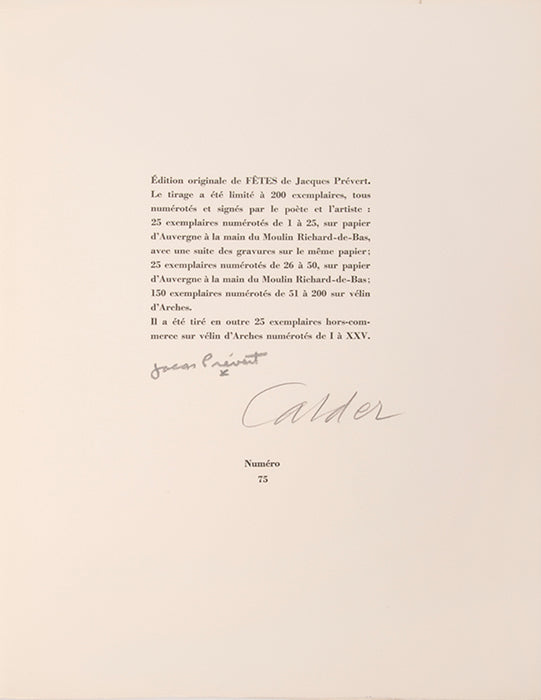 Édition originale de FÊTES de Jacques Prévert.
Le tirage a été limité à 200 exemplaires, tous
numérotés et signés par le poète et l'artiste :
25 exemplaires numérotés de 1 à 25, sur papier
d'Auvergne à la main du Moulin Richard-de-Bas,
avec une suite des gravures sur le même papier;
25 exemplaires numérotés de 26 à 50, sur papier
d'Auvergne à la main du Moulin Richard-de-Bas;
150 exemplaires numérotés de 51 à 200 sur vélin
d'Arches.
Il a été tiré en outre 25 exemplaires hors-com-
merce sur vélin d'Arches numérotés de I à XXV.
Jacques Prévert
Calder
Numéro
75